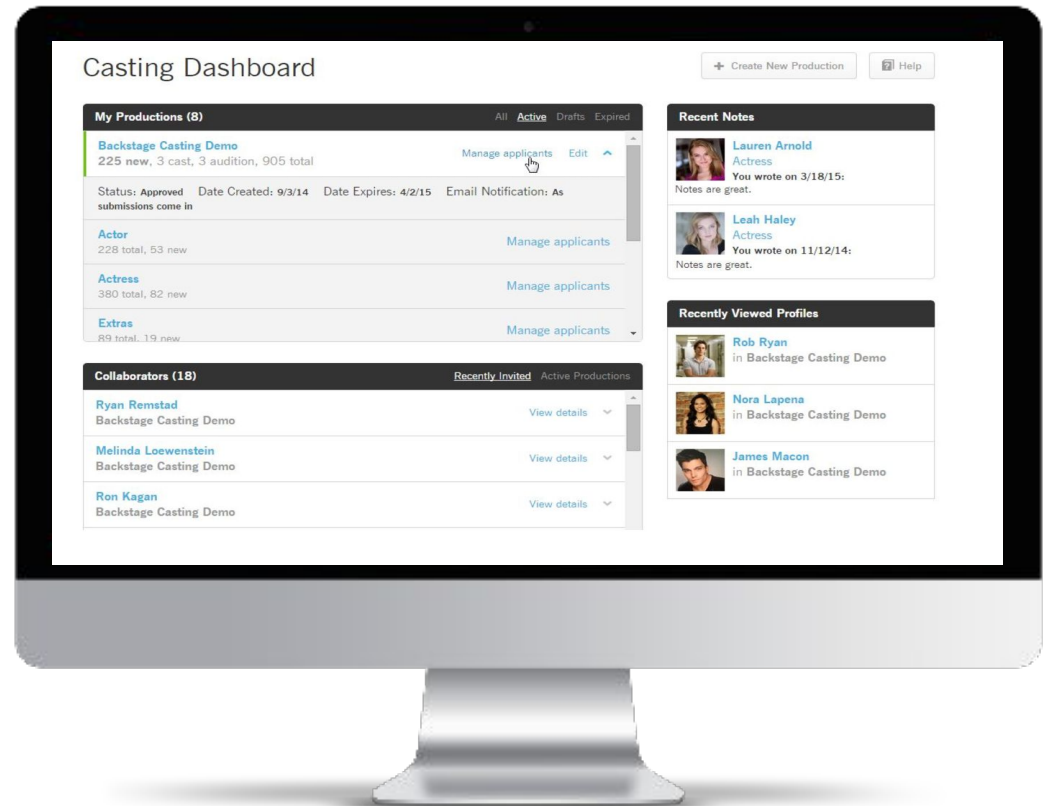 Casting Dashboard
+ Create New Production
Help
My Productions (8)
All Active Drafts Expired
Backstage Casting Demo
225 new, 3 cast, 3 audition, 905 total
Manage applicants Edit
Status: Approved Date Created: 9/3/14 Date Expires: 4/2/15 Email Notification: As
submissions come in
Actor
228 total, 53 new
Manage applicants
Actress
380 total, 82 new
Manage applicants
Extras
89 total, 19 new
Manage applicants
Collaborators (18)
Recently Invited Active Productions
Ryan Remstad
Backstage Casting Demo
View details
Melinda Loewenstein
Backstage Casting Demo
View details
Ron Kagan
Backstage Casting Demo
View details
Recent Notes
Lauren Arnold
Actress
You wrote on 3/18/15:
Notes are great.
Leah Haley
Actress
You wrote on 11/12/14:
Notes are great.
Recently Viewed Profiles
Rob Ryan
in Backstage Casting Demo
Nora Lapena
in Backstage Casting Demo
James Macon
in Backstage Casting Demo